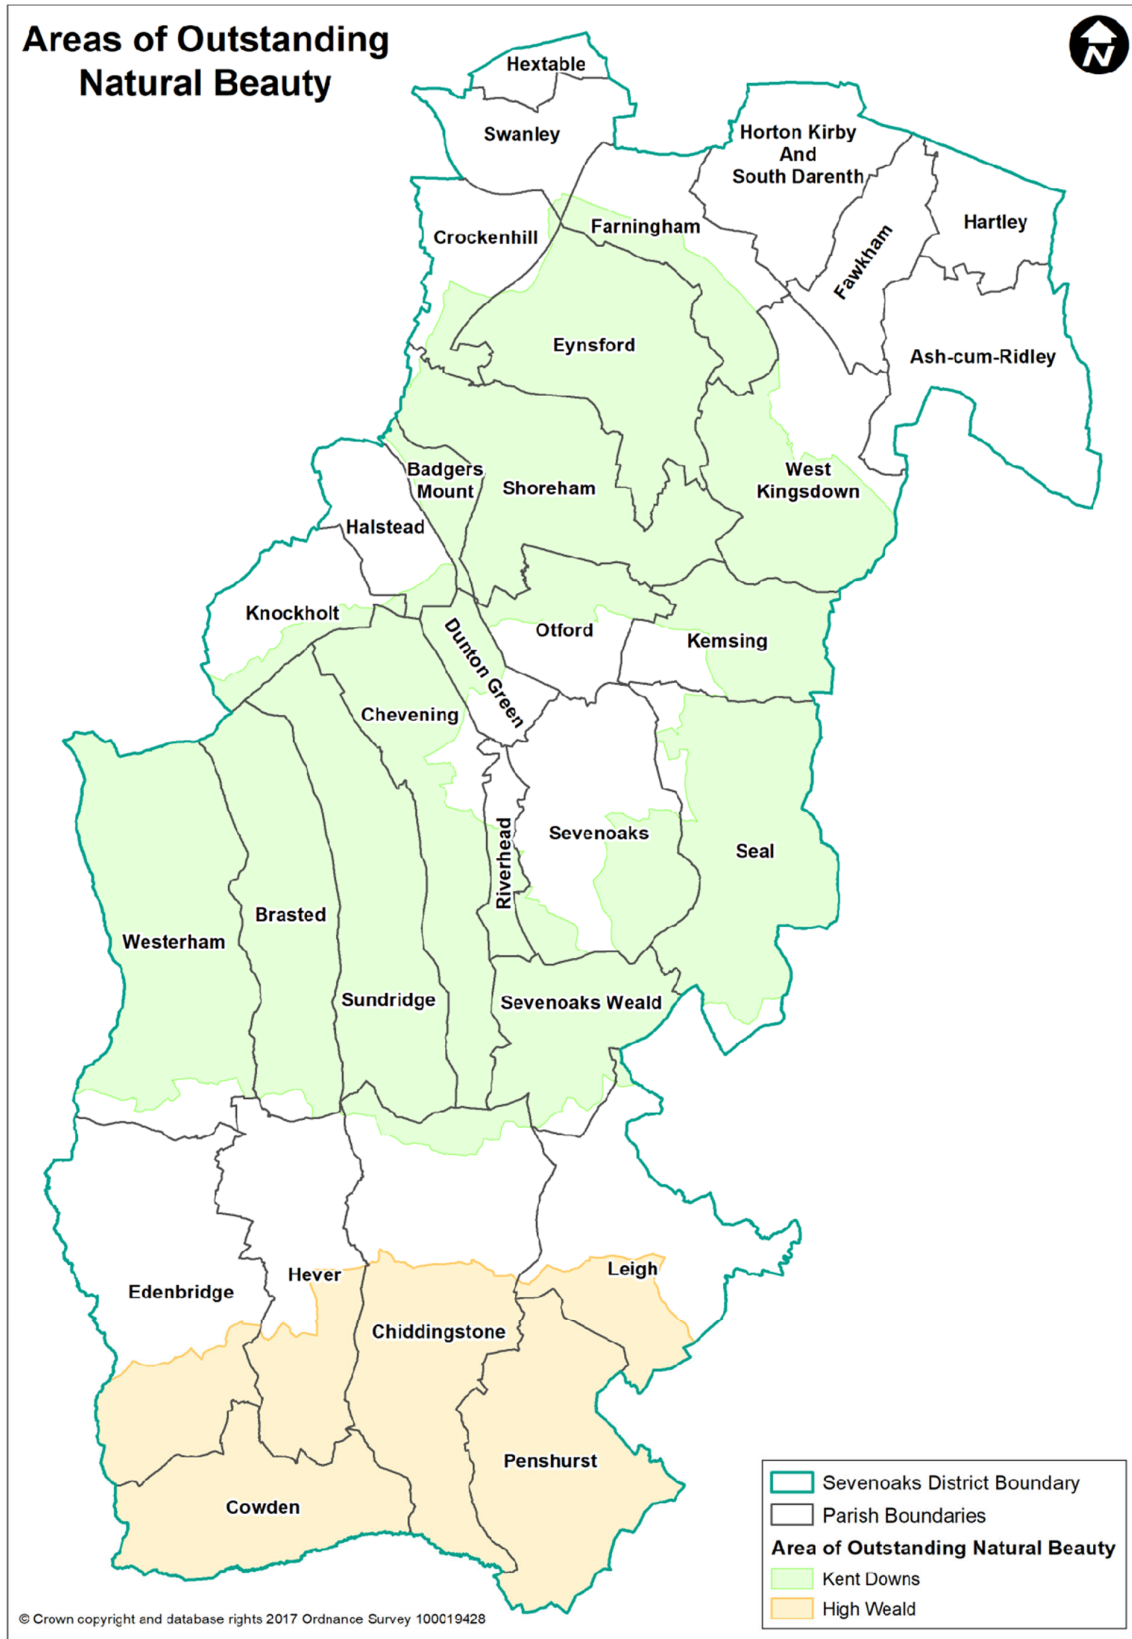 Areas of Outstanding
Natural Beauty
N
Hextable
Swanley
Horton Kirby
And
South Darenth
Farningham
Hartley
Crockenhill
Fawkham
Eynsford
Ash-cum-Ridley
Badgers
Mount
Shoreham
West
Kingsdown
Halstead
Knockholt
Otford
Kemsing
Dunton Green
Chevening
Sevenoaks
Riverhead
Seal
Brasted
Westerham
Sundridge
Sevenoaks Weald
Leigh
Hever
Edenbridge
Chiddingstone
Penshurst
Cowden
Sevenoaks District Boundary
Parish Boundaries
Area of Outstanding Natural Beauty
Kent Downs
High Weald
© Crown copyright and database rights 2017 Ordnance Survey 100019428